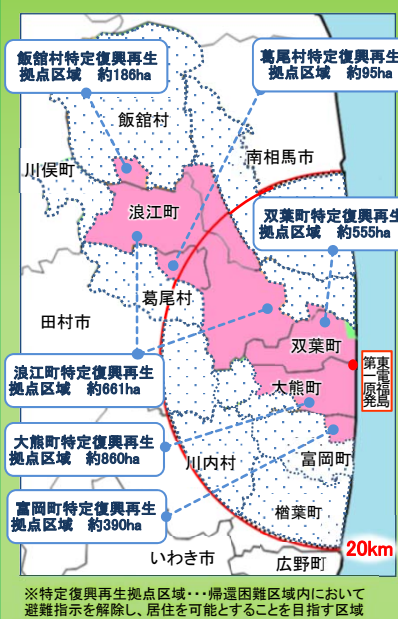 飯舘村特定復興再生
拠点区域　約186ha
葛尾村特定復興再生
拠点区域　約95ha
飯舘村
川俣町
南相馬市
浪江町
双葉町特定復興再生
拠点区域　約555ha
葛尾村
田村市
双葉町
浪江町特定復興再生
拠点区域　約661ha
東電福島
第一原発
大熊町
大熊町特定復興再生
拠点区域　約860ha
川内村
富岡町
富岡町特定復興再生
拠点区域　約390ha
楢葉町
20km
いわき市
広野町
※特定復興再生拠点区域・・・帰還困難区域内において
避難指示を解除し、居住を可能とすることを目指す区域